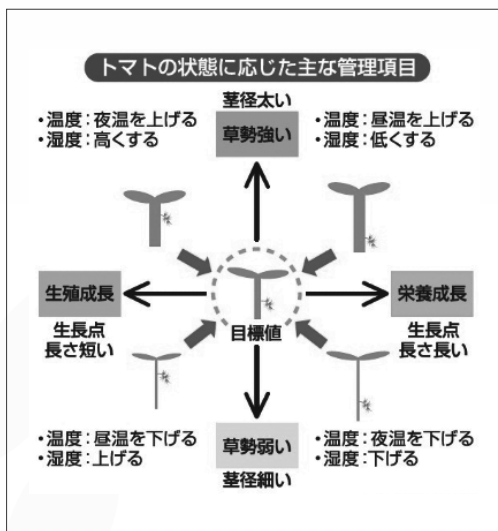 トマトの状態に応じた主な管理項目
茎径太い
・温度：夜温を上げる
・湿度：高くする
草勢強い
・温度：昼温を上げる
・湿度：低くする
生殖成長
生長点
長さ短い
目標値
栄養成長
生長点
長さ長い
・温度：昼温を下げる
・湿度：上げる
草勢弱い
茎径細い
・温度：夜温を下げる
・湿度：下げる